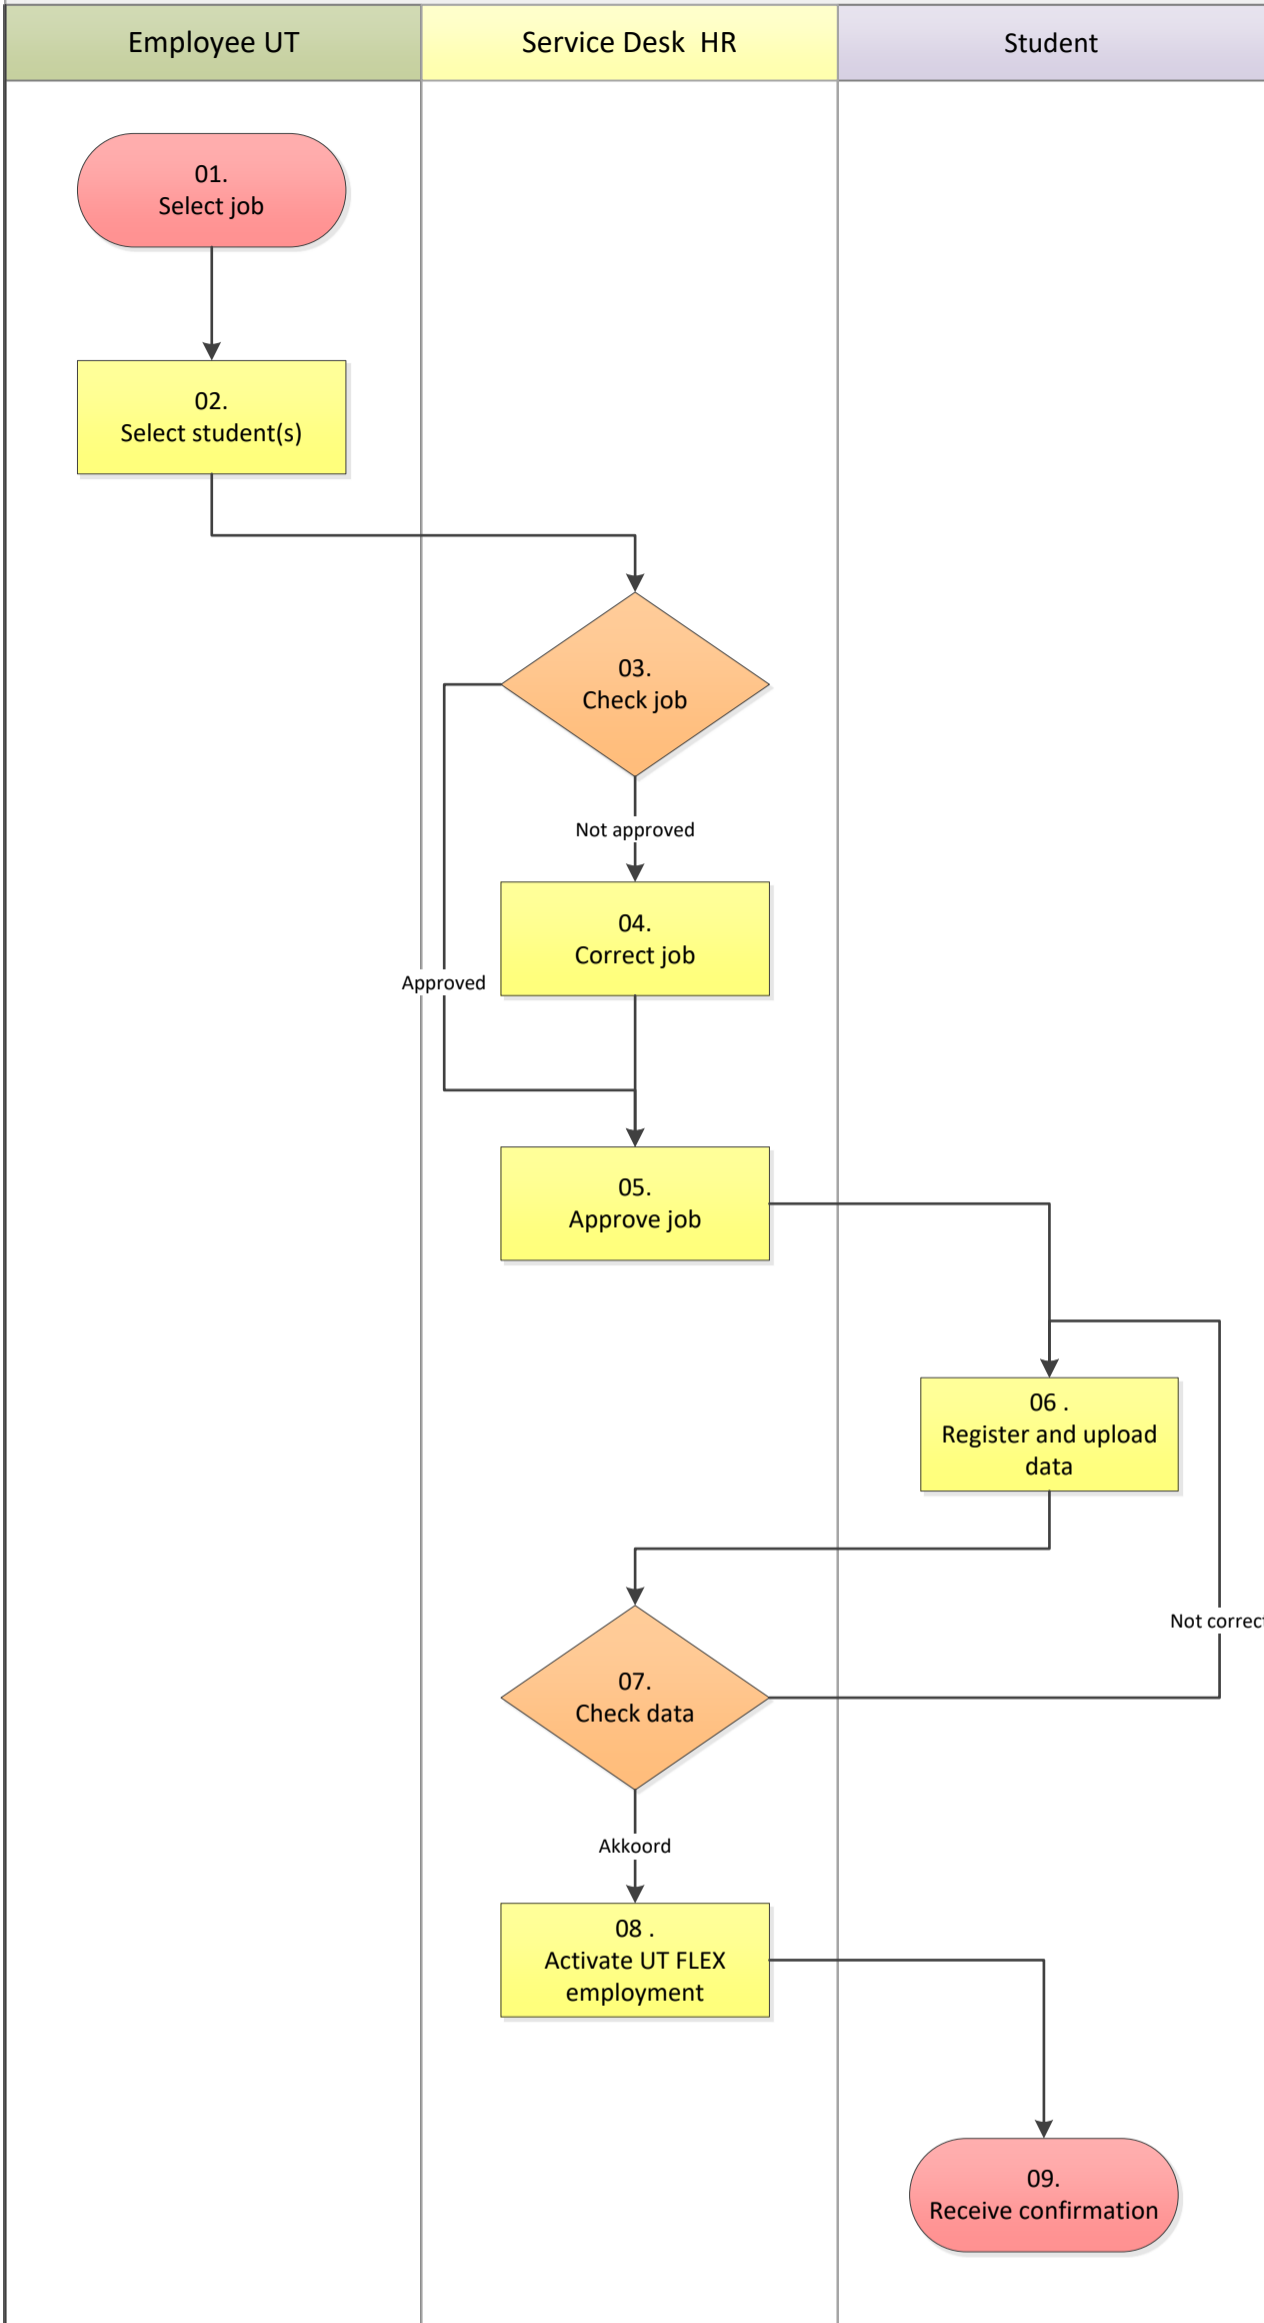 Employee UT
Service Desk  HR
Student
01.
Select job
02.
Select student(s)
03.
Check job
Not approved
04.
Correct job
Approved
05.
Approve job
06 .
Register and upload
data
Not correct
07.
Check data
Akkoord
08 .
Activate UT FLEX
employment
09.
Receive confirmation